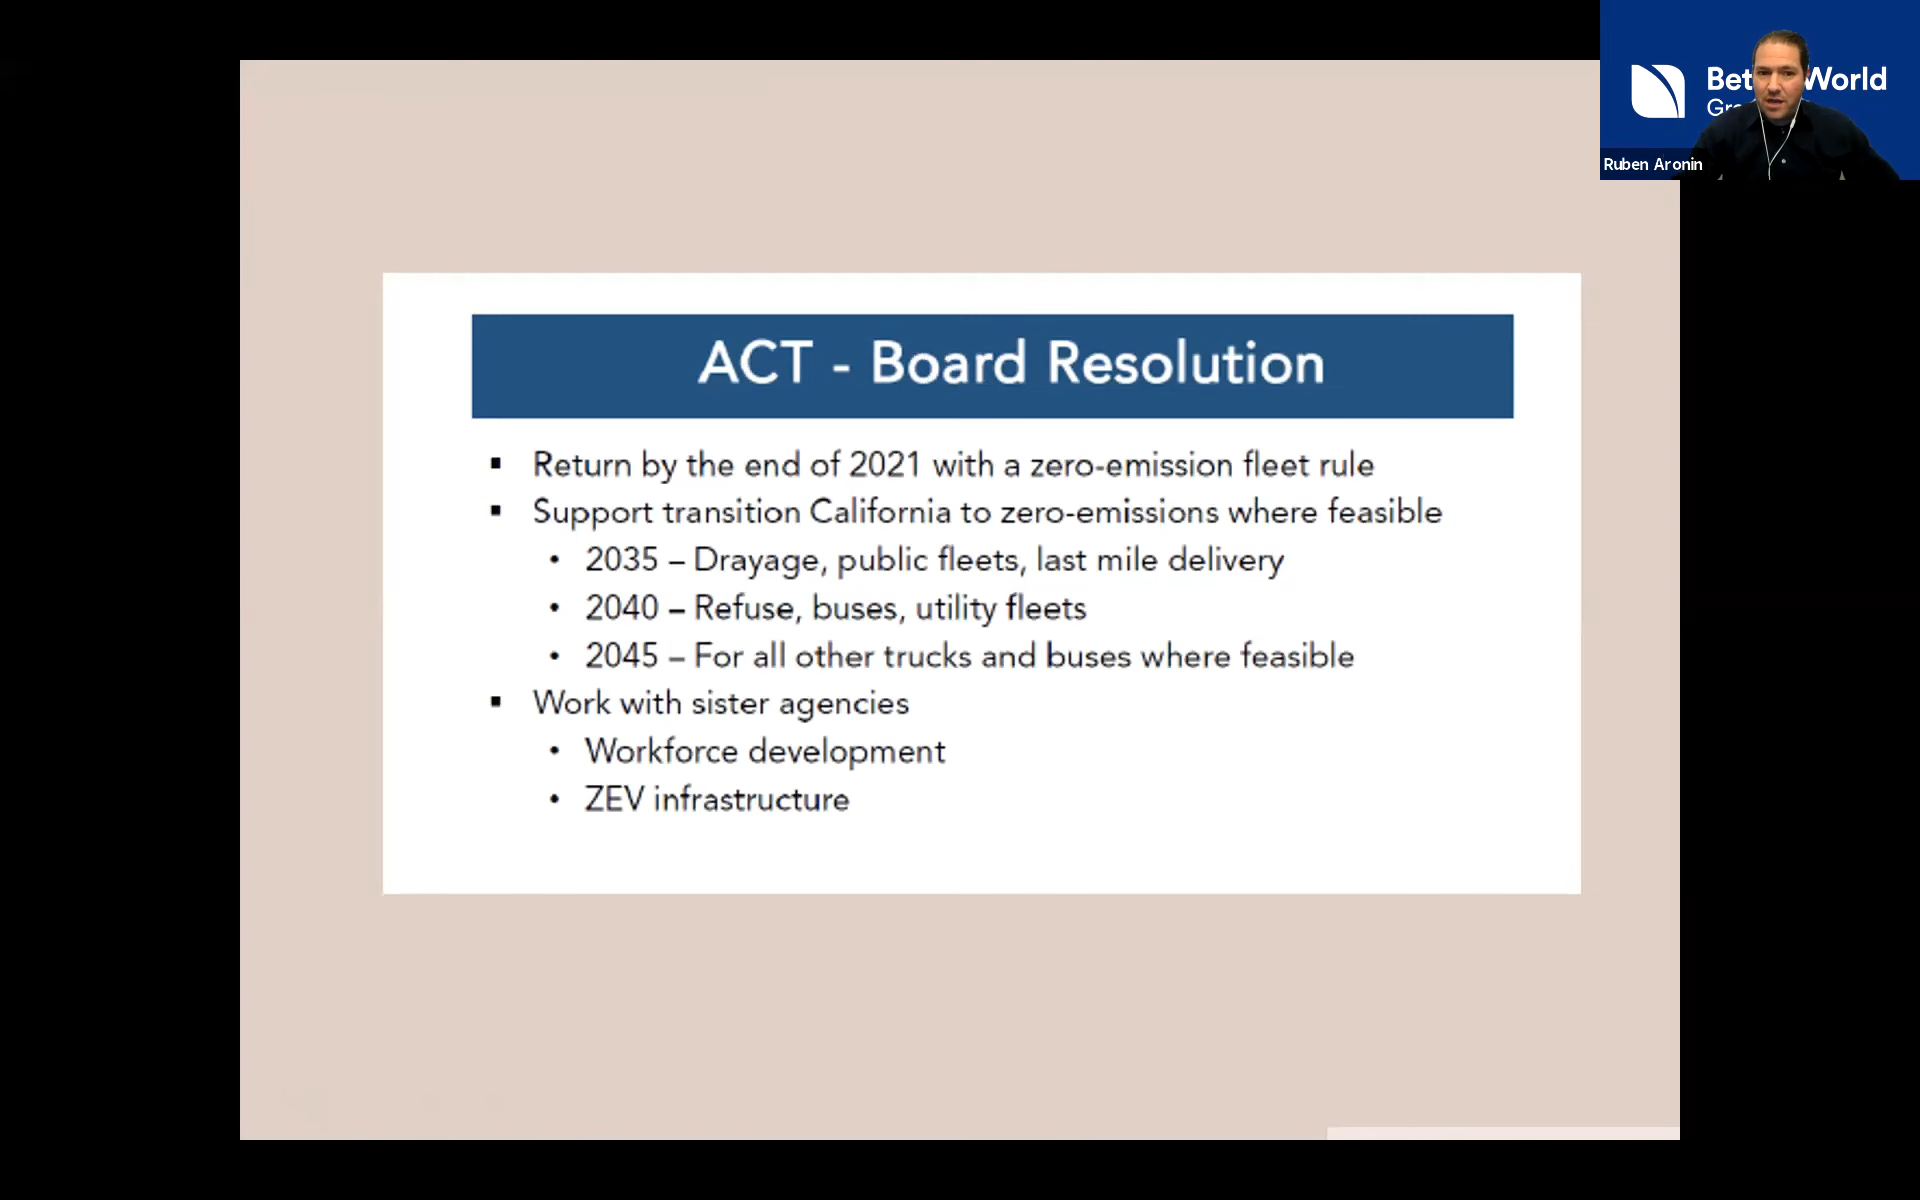 Bet World
Gr
Ruben Aronin
ACT - Board Resolution
▪ Return by the end of 2021 with a zero-emission fleet rule
▪ Support transition California to zero-emissions where feasible
• 2035 – Drayage, public fleets, last mile delivery
• 2040 – Refuse, buses, utility fleets
• 2045 – For all other trucks and buses where feasible
▪ Work with sister agencies
• Workforce development
• ZEV infrastructure